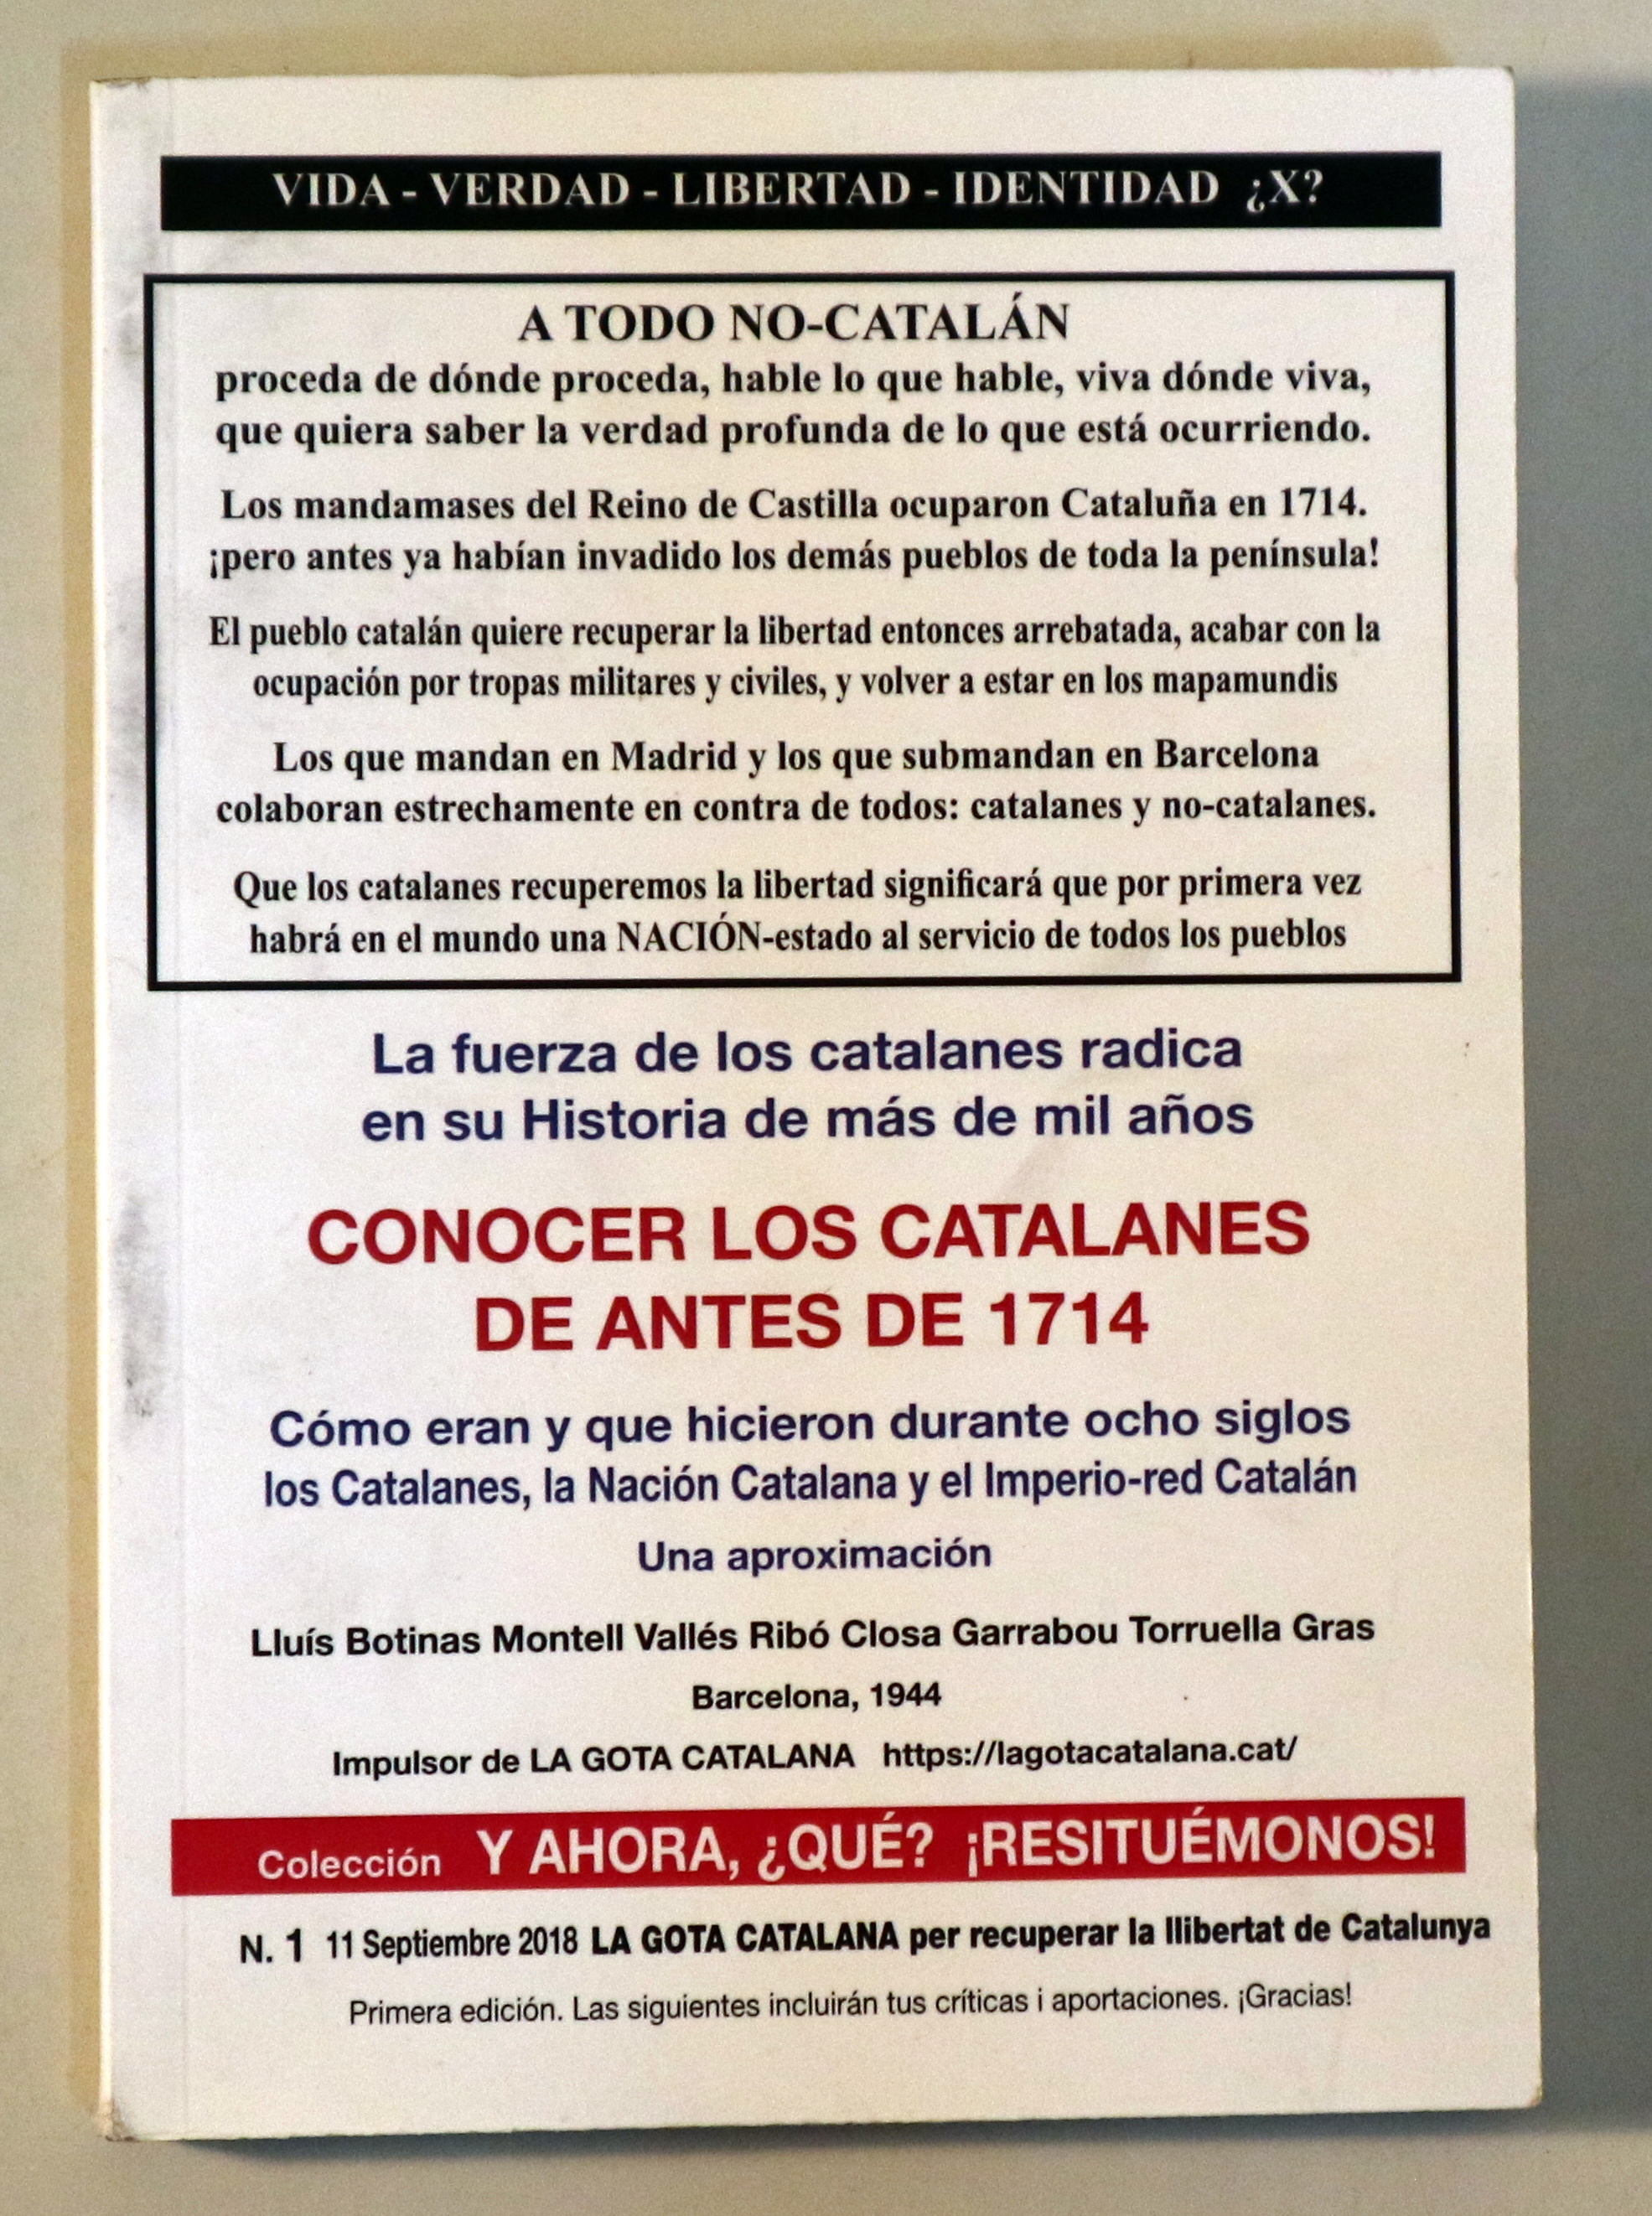 VIDA - VERDAD - LIBERTAD - IDENTIDAD ¿X?
A TODO NO-CATALÁN
proceda de dónde proceda, hable lo que hable, viva dónde viva,
que quiera saber la verdad profunda de lo que está ocurriendo.
Los mandamases del Reino de Castilla ocuparon Cataluña en 1714.
¡pero antes ya habían invadido los demás pueblos de toda la península!
El pueblo catalán quiere recuperar la libertad entonces arrebatada, acabar con la
ocupación por tropas militares y civiles, y volver a estar en los mapamundis
Los que mandan en Madrid y los que submandan en Barcelona
colaboran estrechamente en contra de todos: catalanes y no-catalanes.
Que los catalanes recuperemos la libertad significará que por primera vez
habrá en el mundo una NACIÓN-estado al servicio de todos los pueblos
La fuerza de los catalanes radica
en su Historia de más de mil años
CONOCER LOS CATALANES
DE ANTES DE 1714
Cómo eran y que hicieron durante ocho siglos
los Catalanes, la Nación Catalana y el Imperio-red Catalán
Una aproximación
Lluís Botinas Montell Vallés Ribó Closa Garrabou Torruella Gras
Barcelona, 1944
Impulsor de LA GOTA CATALANA https://lagotacatalana.cat/
Colección Y AHORA, ¿QUÉ? ¡RESITUÉMONOS!
N. 1 11 Septiembre 2018 LA GOTA CATALANA per recuperar la llibertat de Catalunya
Primera edición. Las siguientes incluirán tus críticas i aportaciones. ¡Gracias!